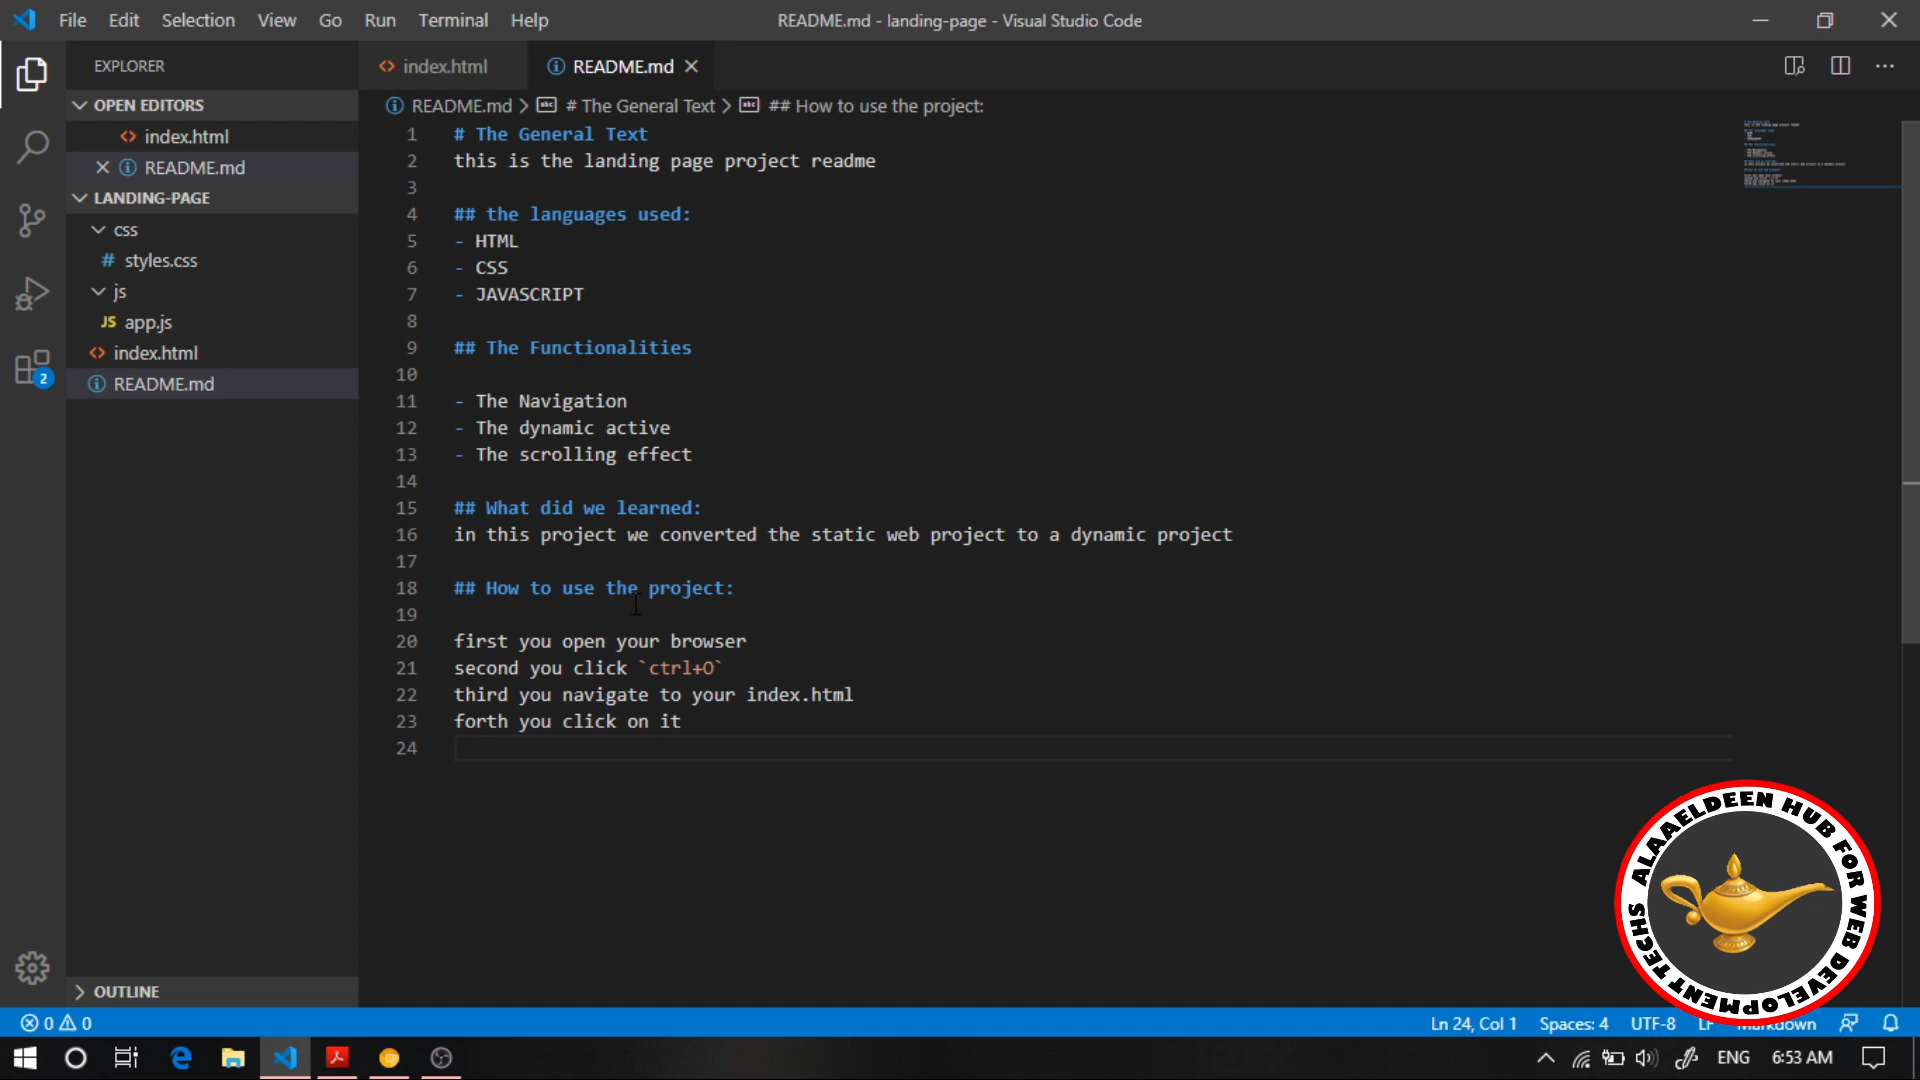 File Edit Selection View Go Run Terminal Help
README.md - landing-page - Visual Studio Code
EXPLORER
OPEN EDITORS
index.html
README.md
LANDING-PAGE
css
# styles.css
js
JS app.js
index.html
README.md
OUTLINE
2
index.html
README.md
README.md > # The General Text > ## How to use the project:
1 # The General Text
2 this is the landing page project readme
3
4 ## the languages used:
5 - HTML
6 - CSS
7 - JAVASCRIPT
8
9 ## The Functionalities
10
11 - The Navigation
12 - The dynamic active
13 - The scrolling effect
14
15 ## What did we learned:
16 in this project we converted the static web project to a dynamic project
17
18 ## How to use the project:
19
20 first you open your browser
21 second you click `ctrl+O`
22 third you navigate to your index.html
23 forth you click on it
24
ALAAELDEEN HUB FOR WEB DEVELOPMENT TECHS
0 0
Ln 24, Col 1 Spaces: 4 UTF-8 LF Markdown
ENG 6:53 AM